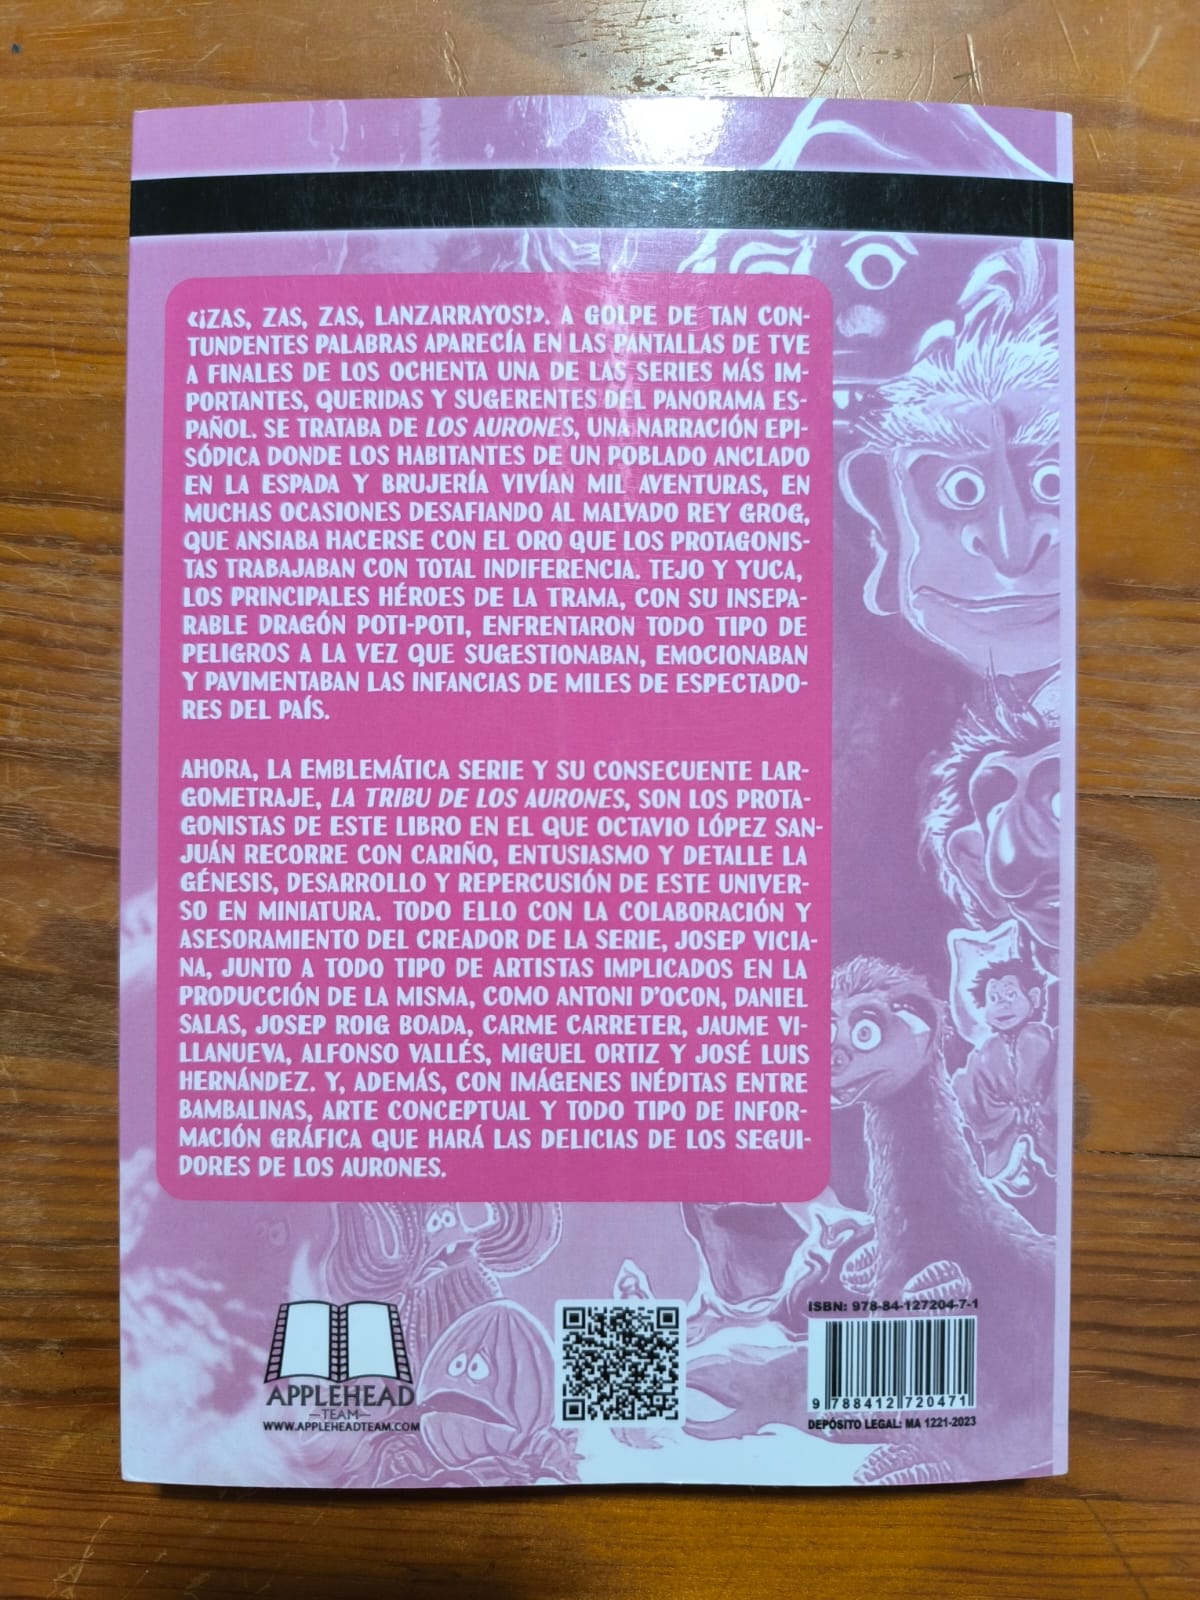 «¡ZAS, ZAS, ZAS, LANZARRAYOS!». A GOLPE DE TAN CON-
TUNDENTES PALABRAS APARECÍA EN LAS PANTALLAS DE TVE
A FINALES DE LOS OCHENTA UNA DE LAS SERIES MÁS IM-
PORTANTES, QUERIDAS Y SUGERENTES DEL PANORAMA ES-
PAÑOL. SE TRATABA DE LOS AURONES, UNA NARRACIÓN EPI-
SÓDICA DONDE LOS HABITANTES DE UN POBLADO ANCLADO
EN LA ESPADA Y BRUJERÍA VIVÍAN MIL AVENTURAS, EN
MUCHAS OCASIONES DESAFIANDO AL MALVADO REY GROG,
QUE ANSIABA HACERSE CON EL ORO QUE LOS PROTAGONIS-
TAS TRABAJABAN CON TOTAL INDIFERENCIA. TEJO Y YUCA,
LOS PRINCIPALES HÉROES DE LA TRAMA, CON SU INSEPA-
RABLE DRAGÓN POTI-POTI, ENFRENTARON TODO TIPO DE
PELIGROS A LA VEZ QUE SUGESTIONABAN, EMOCIONABAN
Y PAVIMENTABAN LAS INFANCIAS DE MILES DE ESPECTADO-
RES DEL PAÍS.
AHORA, LA EMBLEMÁTICA SERIE Y SU CONSECUENTE LAR-
GOMETRAJE, LA TRIBU DE LOS AURONES, SON LOS PROTA-
GONISTAS DE ESTE LIBRO EN EL QUE OCTAVIO LÓPEZ SAN-
JUÁN RECORRE CON CARIÑO, ENTUSIASMO Y DETALLE LA
GÉNESIS, DESARROLLO Y REPERCUSIÓN DE ESTE UNIVER-
SO EN MINIATURA. TODO ELLO CON LA COLABORACIÓN Y
ASESORAMIENTO DEL CREADOR DE LA SERIE, JOSEP VICIA-
NA, JUNTO A TODO TIPO DE ARTISTAS IMPLICADOS EN LA
PRODUCCIÓN DE LA MISMA, COMO ANTONI D'OCON, DANIEL
SALAS, JOSEP ROIG BOADA, CARME CARRETER, JAUME VI-
LLANUEVA, ALFONSO VALLÉS, MIGUEL ORTIZ Y JOSÉ LUIS
HERNÁNDEZ. Y, ADEMÁS, CON IMÁGENES INÉDITAS ENTRE
BAMBALINAS, ARTE CONCEPTUAL Y TODO TIPO DE INFOR-
MACIÓN GRÁFICA QUE HARÁ LAS DELICIAS DE LOS SEGUI-
DORES DE LOS AURONES.
APPLEHEAD
—TEAM—
WWW.APPLEHEADTEAM.COM
ISBN: 978-84-127204-7-1
9 788412 720471
DEPÓSITO LEGAL: MA 1221-2023